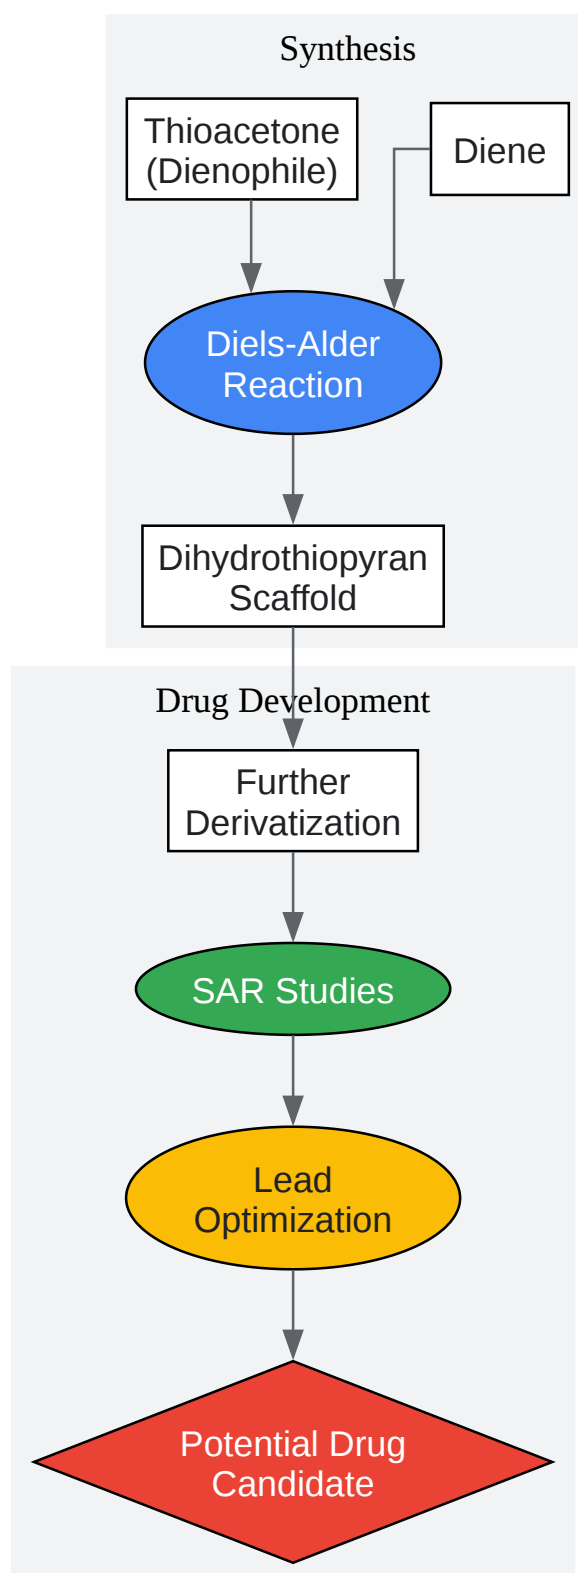 Synthesis
Thioacetone
(Dienophile)
Diene
Diels-Alder
Reaction
Dihydrothiopyran
Scaffold
Drug Development
Further
Derivatization
SAR Studies
Lead
Optimization
Potential Drug
Candidate